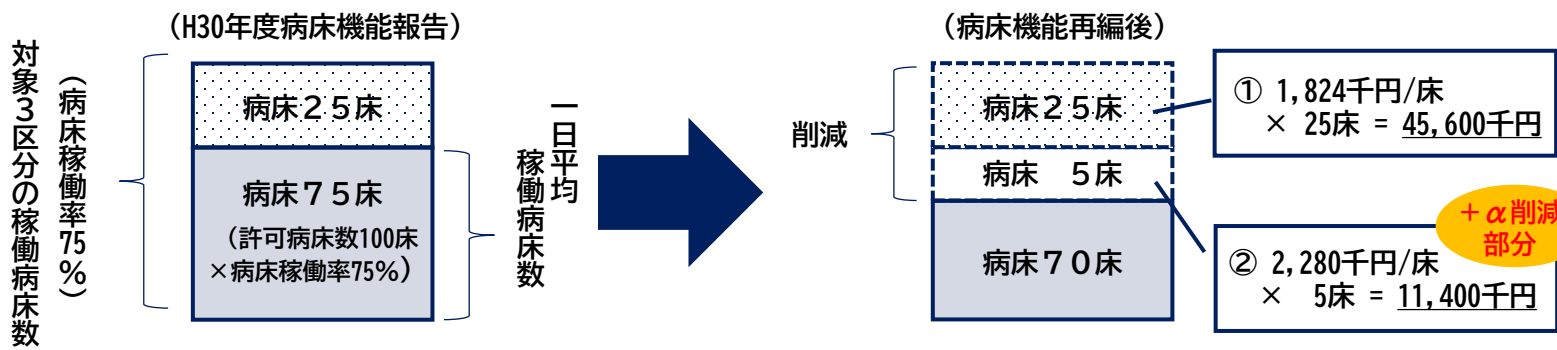 （H30年度病床機能報告）
対象３区分の稼働病床数
（病床稼働率75％）
病床２５床
病床７５床
（許可病床数100床
×病床稼働率75％）
一日平均
稼働病床数
（病床機能再編後）
削減
病床２５床
病床　５床
病床７０床
① 1,824千円/床
× 25床 = 45,600千円
＋α削減
部分
② 2,280千円/床
×　5床 = 11,400千円